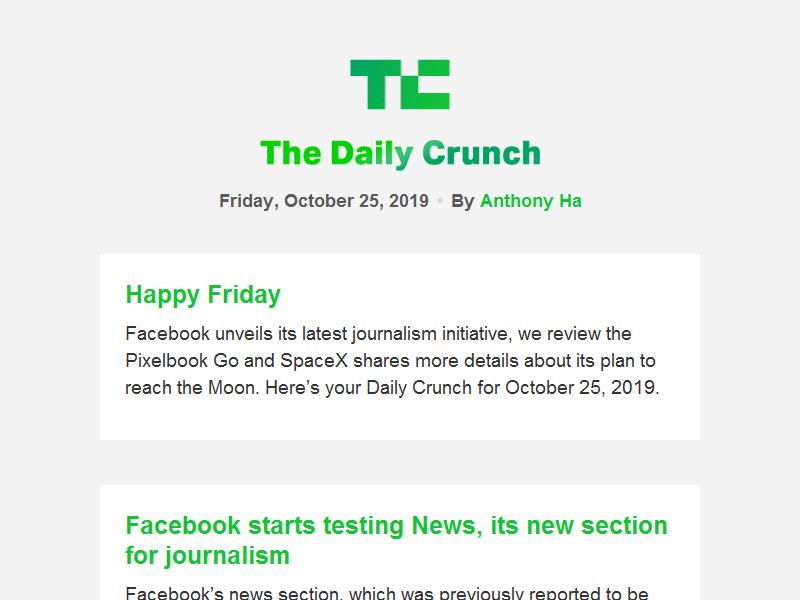 TC
The Daily Crunch
Friday, October 25, 2019 • By Anthony Ha
Happy Friday
Facebook unveils its latest journalism initiative, we review the
Pixelbook Go and SpaceX shares more details about its plan to
reach the Moon. Here’s your Daily Crunch for October 25, 2019.
Facebook starts testing News, its new section
for journalism
Facebook’s news section, which was previously reported to be